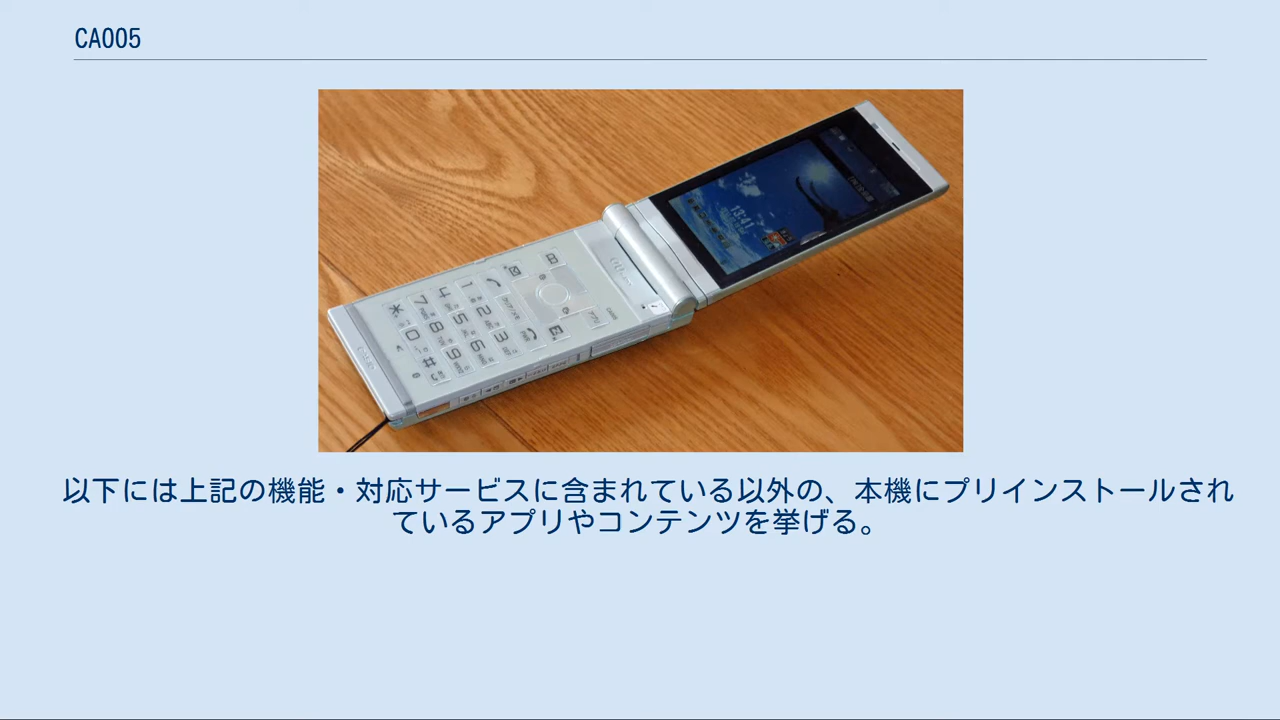 CA005
13:41
以下には上記の機能・対応サービスに含まれている以外の、本機にプリインストールされ
ているアプリやコンテンツを挙げる。